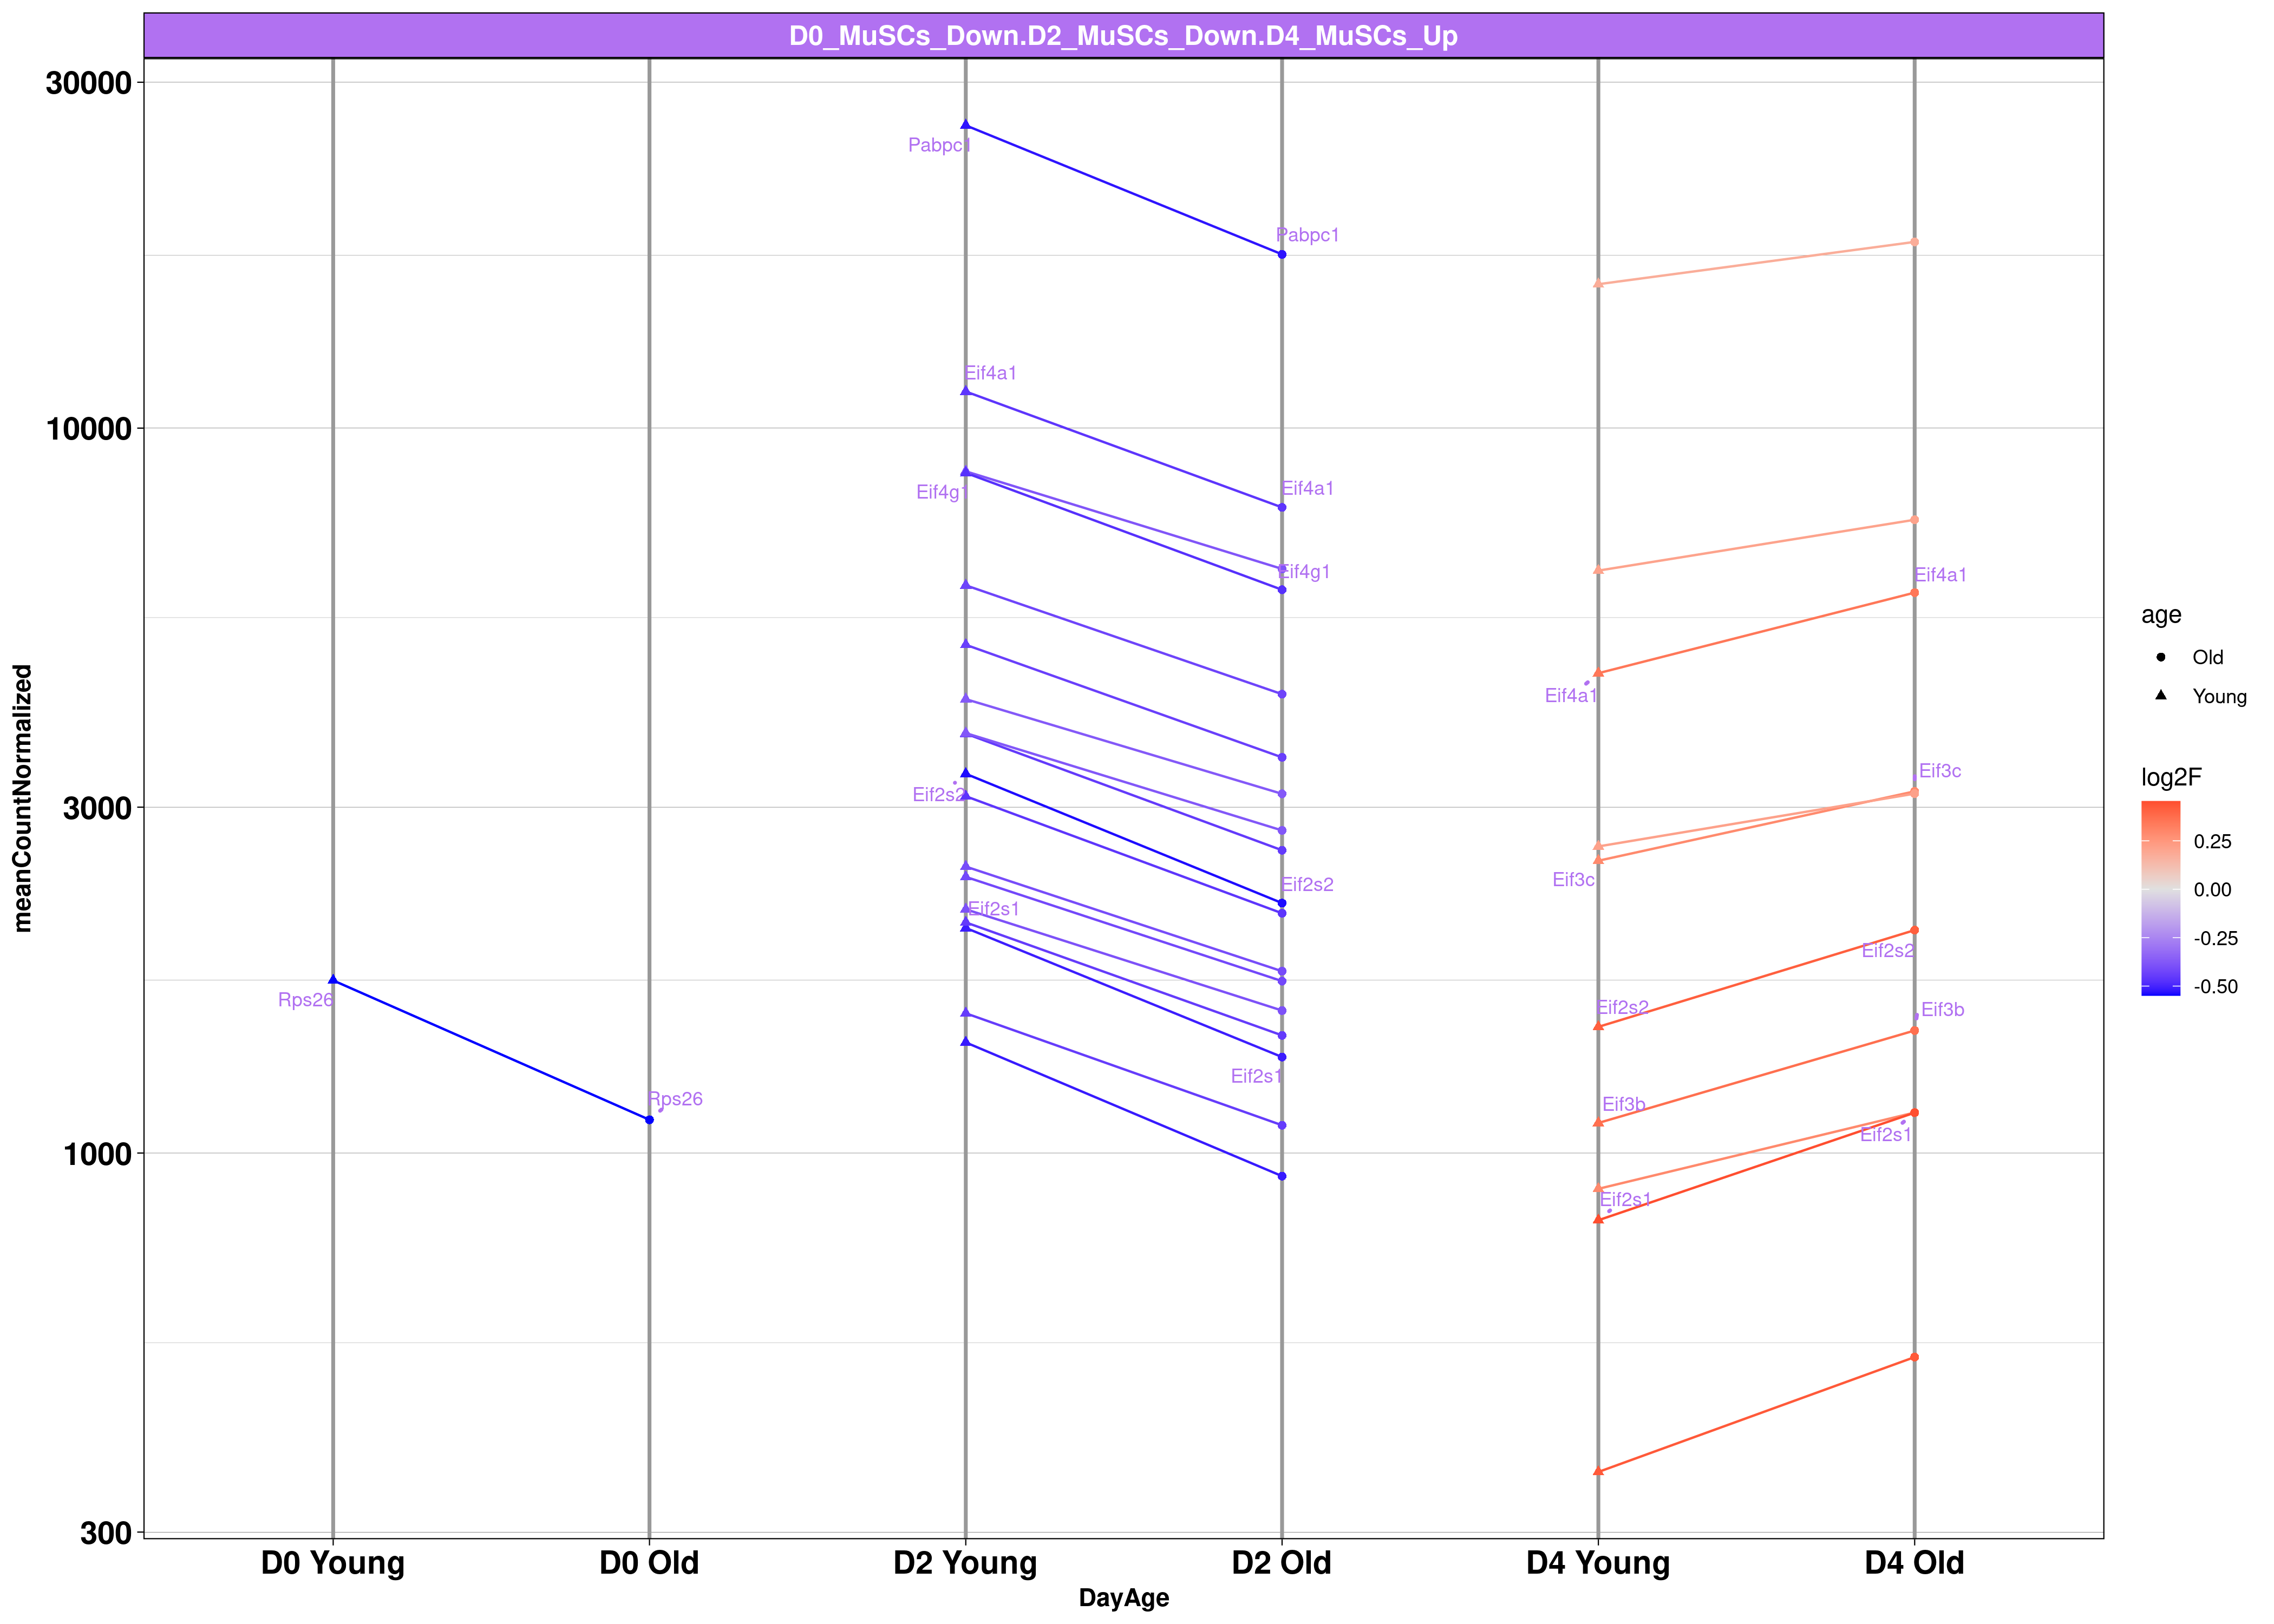 D0_MuSCs_Down.D2_MuSCs_Down.D4_MuSCs_Up
30000
10000
3000
1000
300
meanCountNormalized
Pabpc1
Pabpc1
Eif4a1
Eif4a1
Eif4g1
Eif4g1
Eif4a1
Eif4a1
Eif3c
Eif3c
Eif2s2
Eif2s2
Eif2s1
Eif2s2
Eif2s2
Rps26
Rps26
Eif2s1
Eif3b
Eif3b
Eif2s1
Eif2s1
D0 Young
D0 Old
D2 Young
D2 Old
D4 Young
D4 Old
DayAge
age
Old
Young
log2F
0.25
0.00
-0.25
-0.50